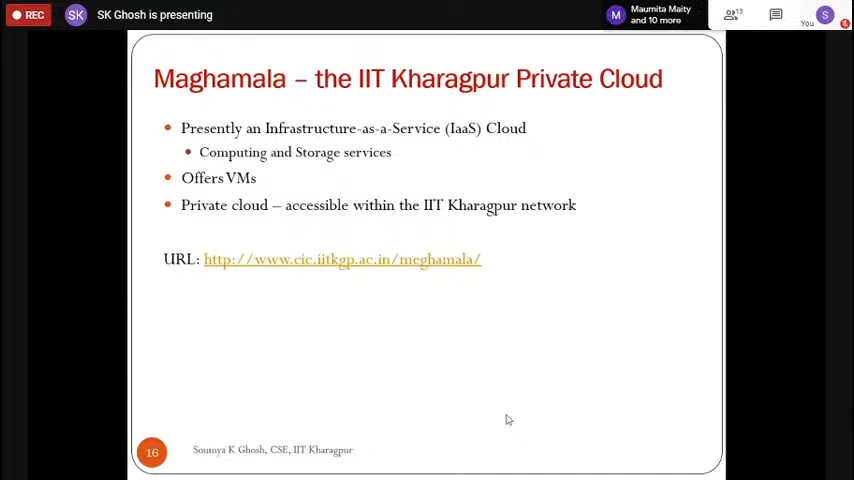 REC
SK
SK Ghosh is presenting
M
Maumita Maity
and 10 more
13
You
S
Maghamala – the IIT Kharagpur Private Cloud
Presently an Infrastructure-as-a-Service (IaaS) Cloud
Computing and Storage services
Offers VMs
Private cloud – accessible within the IIT Kharagpur network
URL: http://www.cic.iitkgp.ac.in/meghamala/
16
Soumya K Ghosh, CSE, IIT Kharagpur